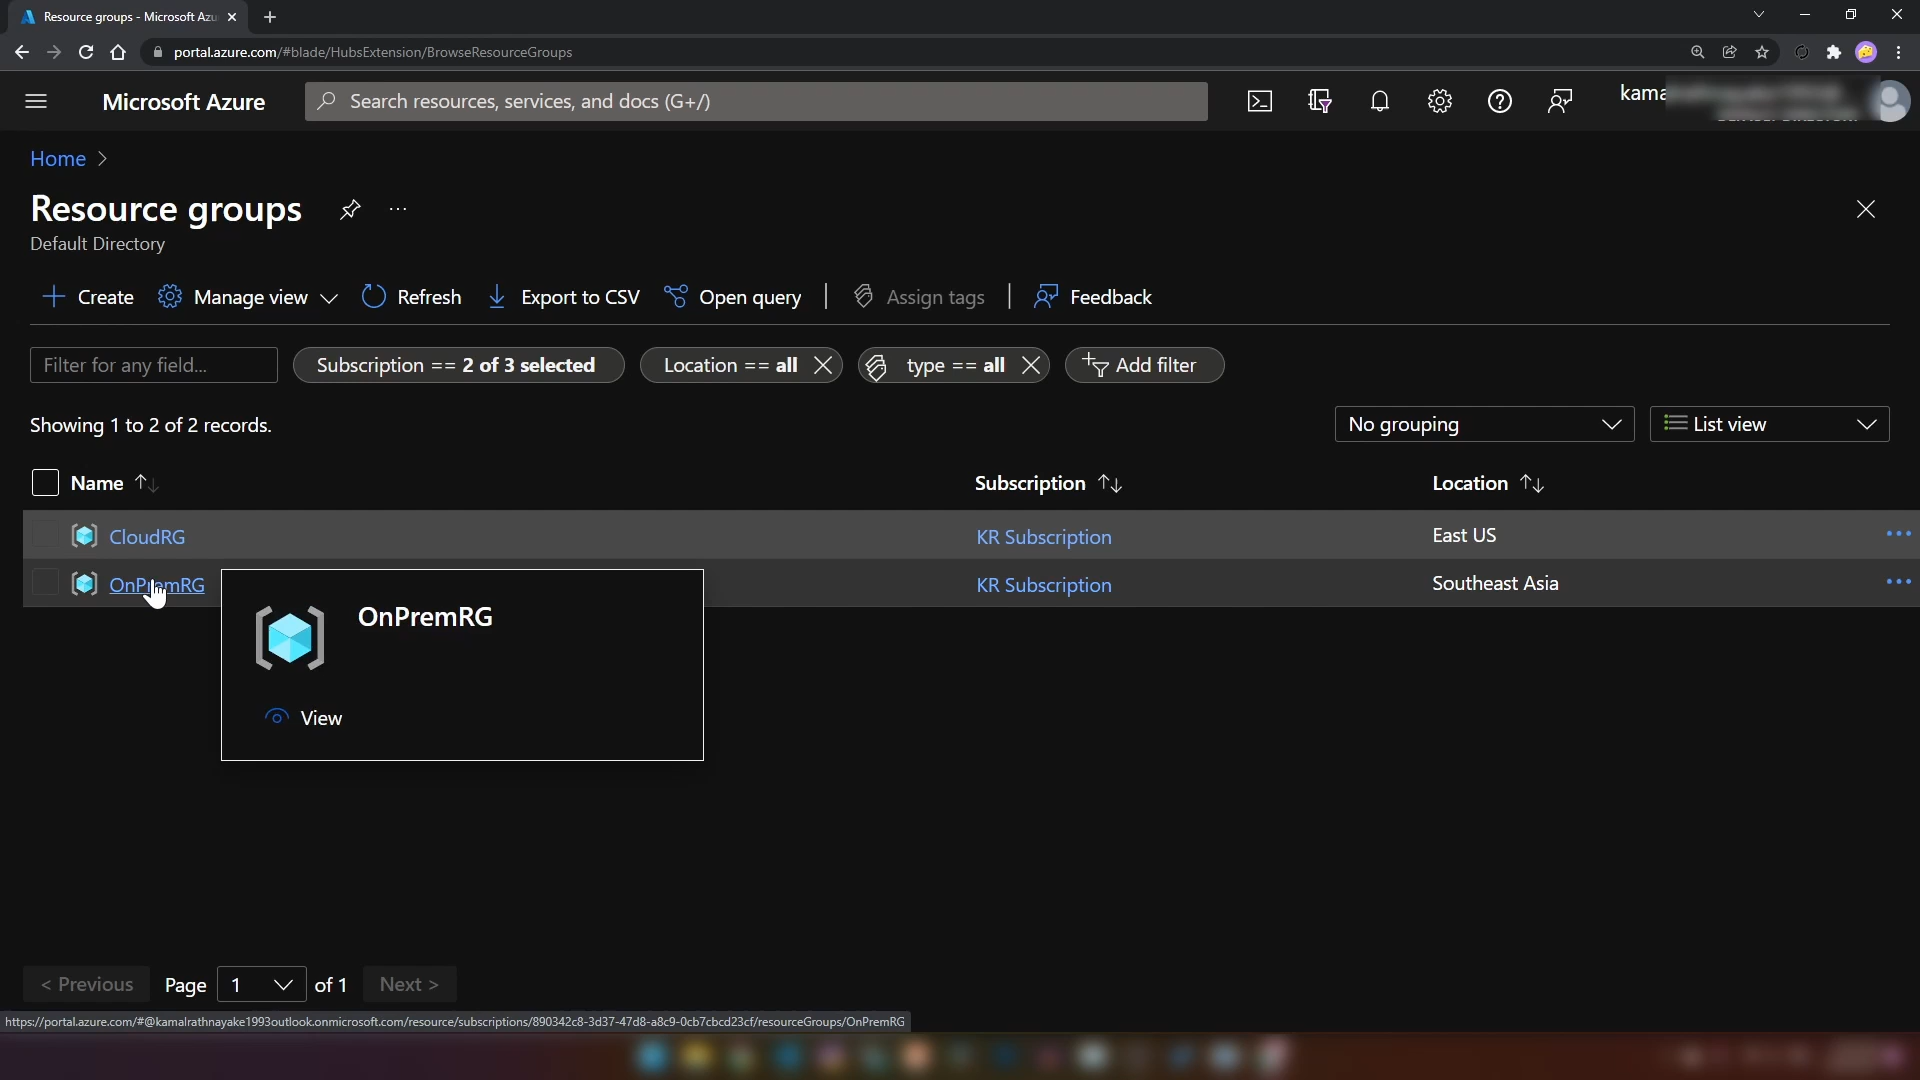 Resource groups - Microsoft Azu
portal.azure.com/#blade/HubsExtension/BrowseResourceGroups
Microsoft Azure
Search resources, services, and docs (G+/)
kama
Home
Resource groups
Default Directory
Create
Manage view
Refresh
Export to CSV
Open query
Assign tags
Feedback
Filter for any field...
Subscription == 2 of 3 selected
Location == all
type == all
Add filter
Showing 1 to 2 of 2 records.
No grouping
List view
Name
Subscription
Location
CloudRG
KR Subscription
East US
OnPremRG
KR Subscription
Southeast Asia
OnPremRG
View
< Previous
Page
1
of 1
Next >
https://portal.azure.com/#@kamalrathnayake1993outlook.onmicrosoft.com/resource/subscriptions/890342c8-3d37-47d8-a8c9-0cb7cbcd23cf/resourceGroups/OnPremRG